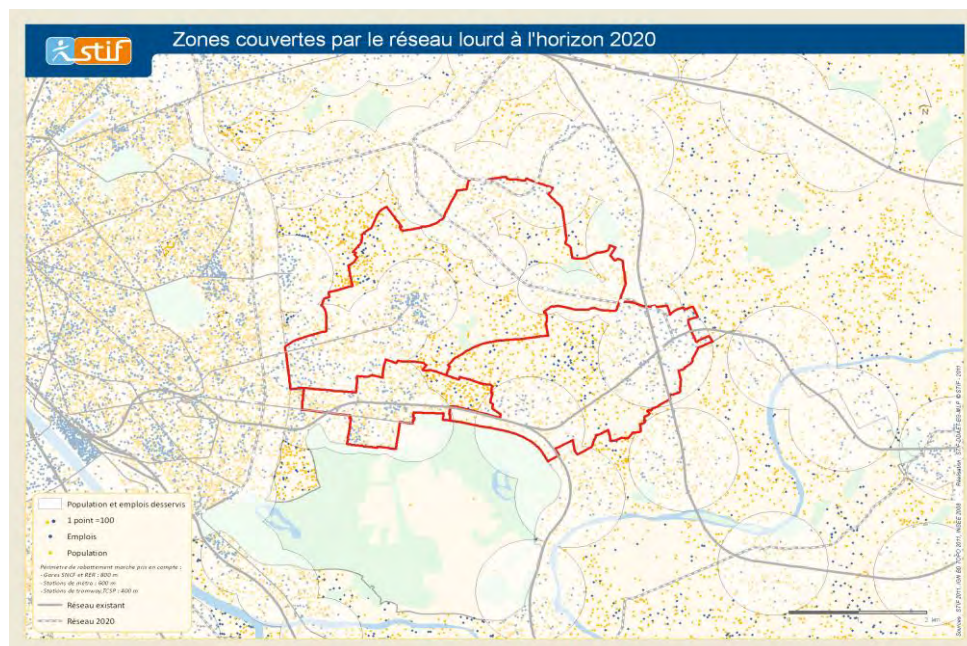 stif
Zones couvertes par le réseau lourd à l'horizon 2020
N
Population et emplois desservis
1 point =100
Emplois
Population
Périmètre de rabattement marche pris en compte :
- Gares SNCF et RER : 800 m
- Stations de métro : 400 m
- Stations de tramway,TCSP : 400 m
Réseau existant
Réseau 2020